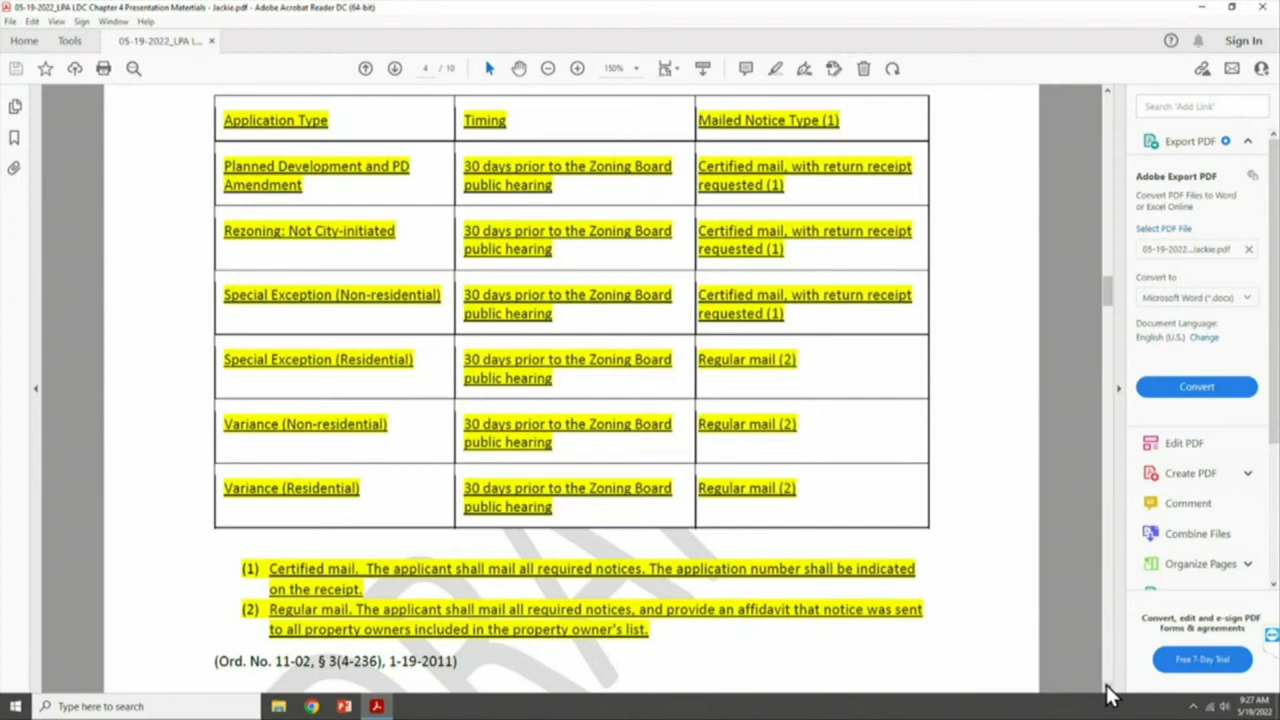 05-19-2022_LPA LDC Chapter 4 Presentation Matertials - Jackie.pdf - Adobe Acrobat Reader DC (64-bit)
File Edit View Sign Window Help
Home Tools 05-19-2022_LPA L... × Sign In
4 / 10 150%
Application Type Timing Mailed Notice Type (1)
Planned Development and PD Amendment
30 days prior to the Zoning Board public hearing
Certified mail, with return receipt requested (1)
Rezoning: Not City-initiated
30 days prior to the Zoning Board public hearing
Certified mail, with return receipt requested (1)
Special Exception (Non-residential)
30 days prior to the Zoning Board public hearing
Certified mail, with return receipt requested (1)
Special Exception (Residential)
30 days prior to the Zoning Board public hearing
Regular mail (2)
Variance (Non-residential)
30 days prior to the Zoning Board public hearing
Regular mail (2)
Variance (Residential)
30 days prior to the Zoning Board public hearing
Regular mail (2)
(1) Certified mail. The applicant shall mail all required notices. The application number shall be indicated
on the receipt.
(2) Regular mail. The applicant shall mail all required notices, and provide an affidavit that notice was sent
to all property owners included in the property owner's list.
(Ord. No. 11-02, § 3(4-236), 1-19-2011)
DRAFT
Search 'Add Link'
Export PDF
Adobe Export PDF
Convert PDF Files to Word
or Excel Online
Select PDF File
05-19-2022...Jackie.pdf
Convert to
Microsoft Word (*.docx)
Document Language:
English (U.S.) Change
Convert
Edit PDF
Create PDF
Comment
Combine Files
Organize Pages
Convert, edit and e-sign PDF
forms & agreements
Free 7-Day Trial
Type here to search
9:27 AM
5/19/2022